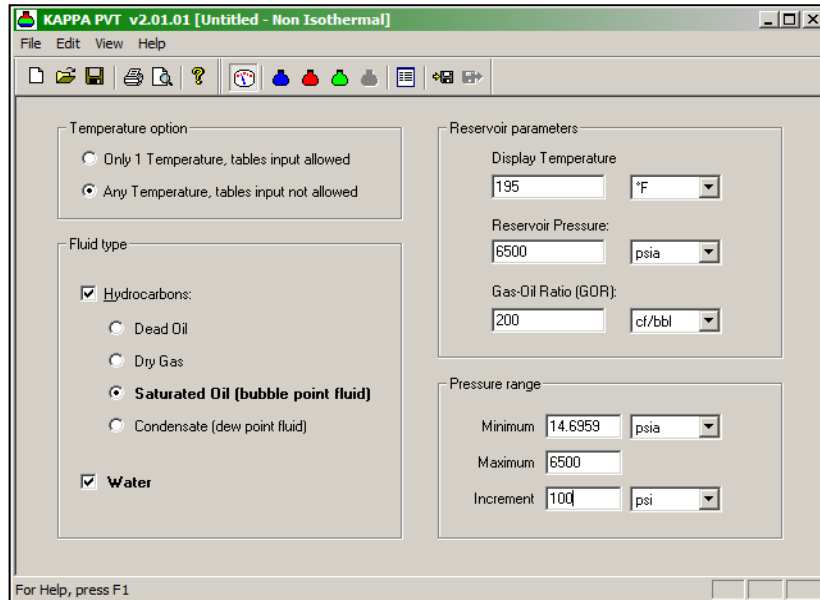 KAPPA PVT v2.01.01 [Untitled - Non Isothermal]
File Edit View Help
Temperature option
Only 1 Temperature, tables input allowed
Any Temperature, tables input not allowed
Fluid type
Hydrocarbons:
Dead Oil
Dry Gas
Saturated Oil (bubble point fluid)
Condensate (dew point fluid)
Water
Reservoir parameters
Display Temperature
195 °F
Reservoir Pressure:
6500 psia
Gas-Oil Ratio (GOR):
200 cf/bbl
Pressure range
Minimum 14.6959 psia
Maximum 6500
Increment 100 psi
For Help, press F1